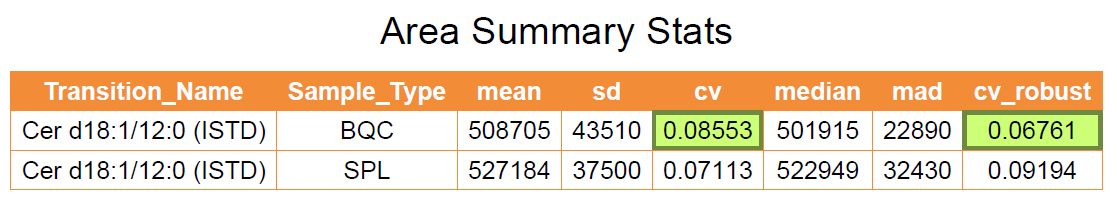 Area Summary Stats
Transition_Name Sample_Type mean sd cv median mad cv_robust
Cer d18:1/12:0 (ISTD) BQC 508705 43510 0.08553 501915 22890 0.06761
Cer d18:1/12:0 (ISTD) SPL 527184 37500 0.07113 522949 32430 0.09194